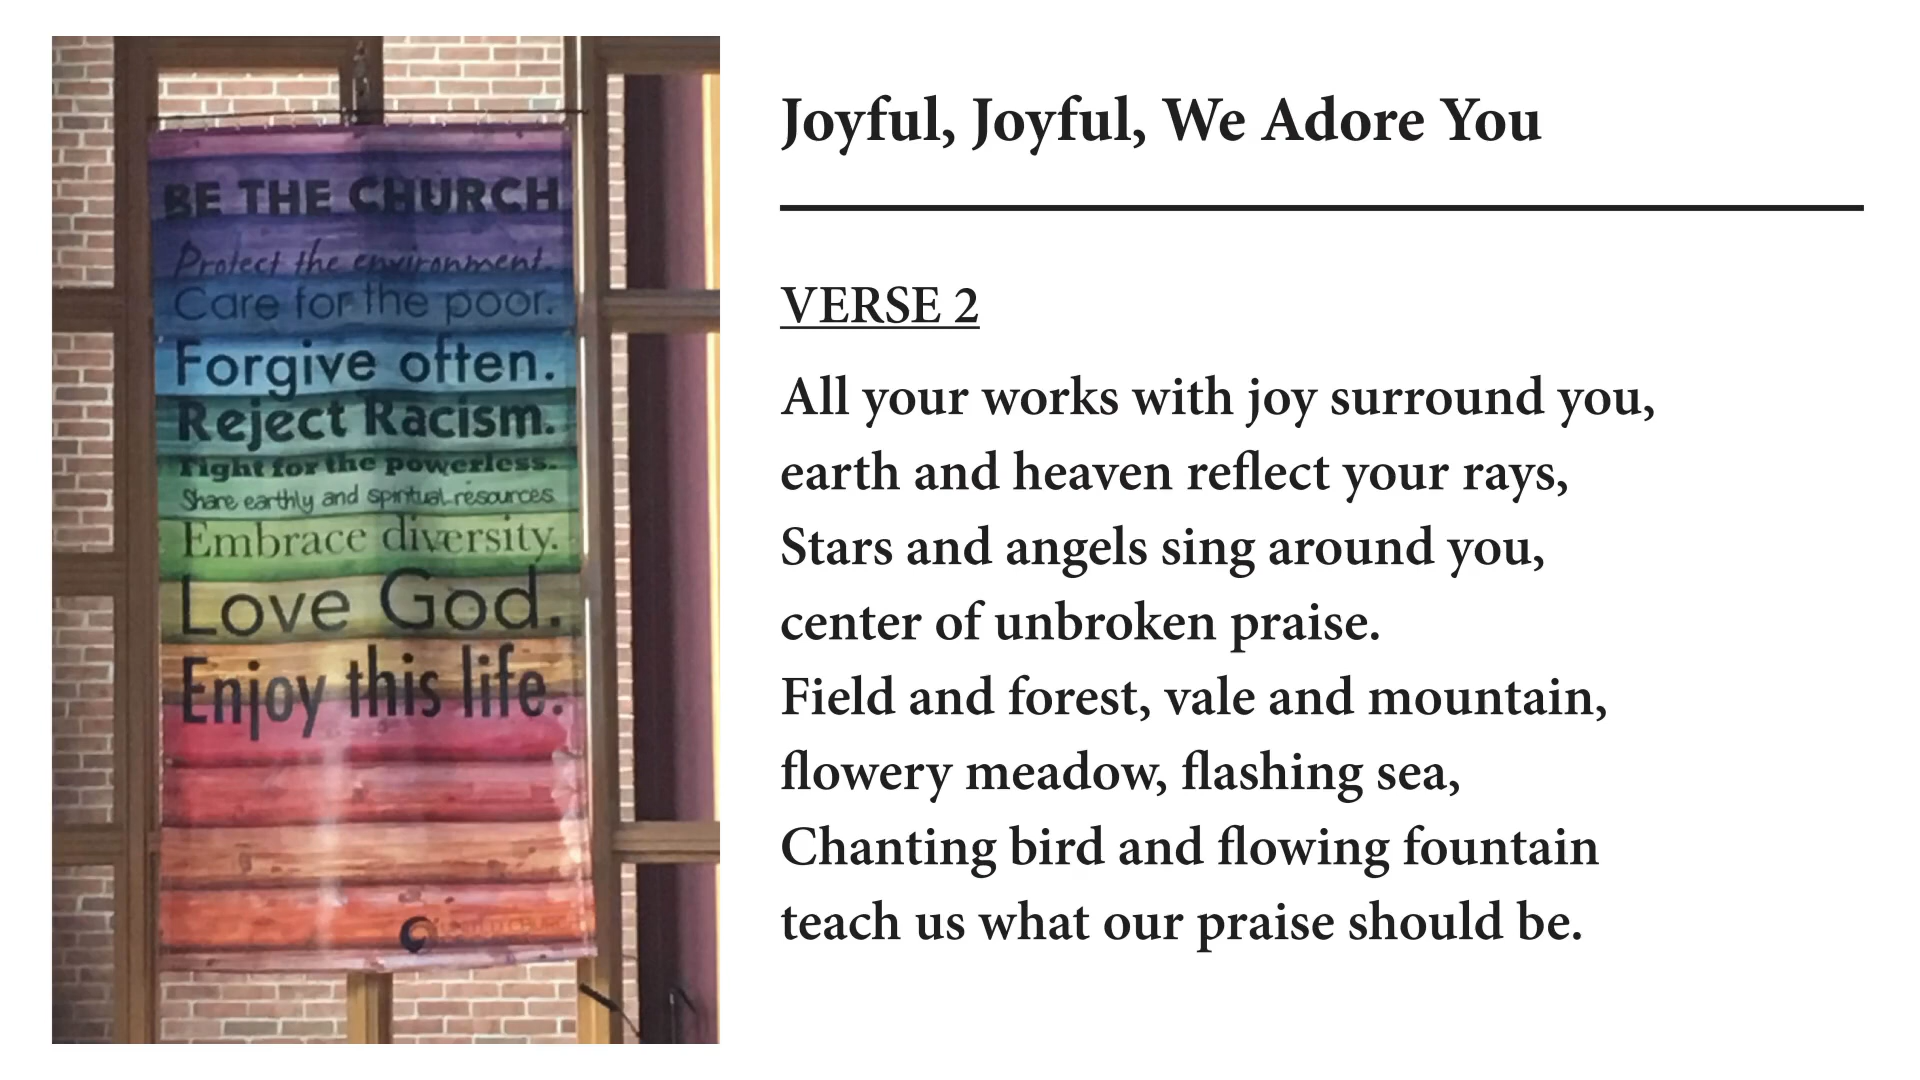 BE THE CHURCH
Protect the environment.
Care for the poor.
Forgive often.
Reject Racism.
Fight for the powerless.
Share earthly and spiritual resources.
Embrace diversity.
Love God.
Enjoy this life.
Joyful, Joyful, We Adore You
VERSE 2
All your works with joy surround you,
earth and heaven reflect your rays,
Stars and angels sing around you,
center of unbroken praise.
Field and forest, vale and mountain,
flowery meadow, flashing sea,
Chanting bird and flowing fountain
teach us what our praise should be.